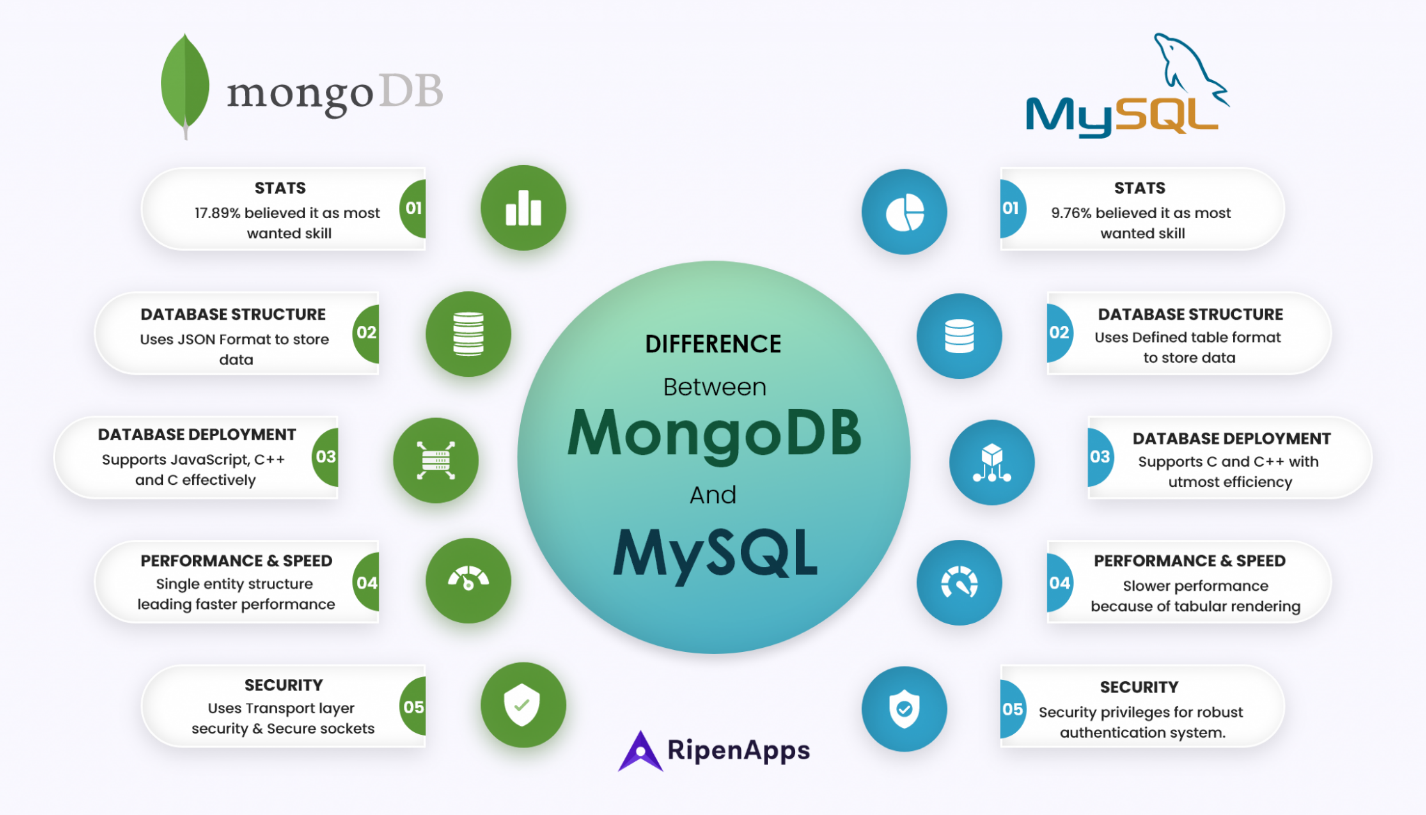 mongoDB
STATS
17.89% believed it as most
wanted skill
01
DATABASE STRUCTURE
Uses JSON Format to store
data
02
DATABASE DEPLOYMENT
Supports JavaScript, C++
and C effectively
03
PERFORMANCE & SPEED
Single entity structure
leading faster performance
04
SECURITY
Uses Transport layer
security & Secure sockets
05
DIFFERENCE
Between
MongoDB
And
MySQL
RipenApps
MySQL
01
STATS
9.76% believed it as most
wanted skill
02
DATABASE STRUCTURE
Uses Defined table format
to store data
03
DATABASE DEPLOYMENT
Supports C and C++ with
utmost efficiency
04
PERFORMANCE & SPEED
Slower performance
because of tabular rendering
05
SECURITY
Security privileges for robust
authentication system.